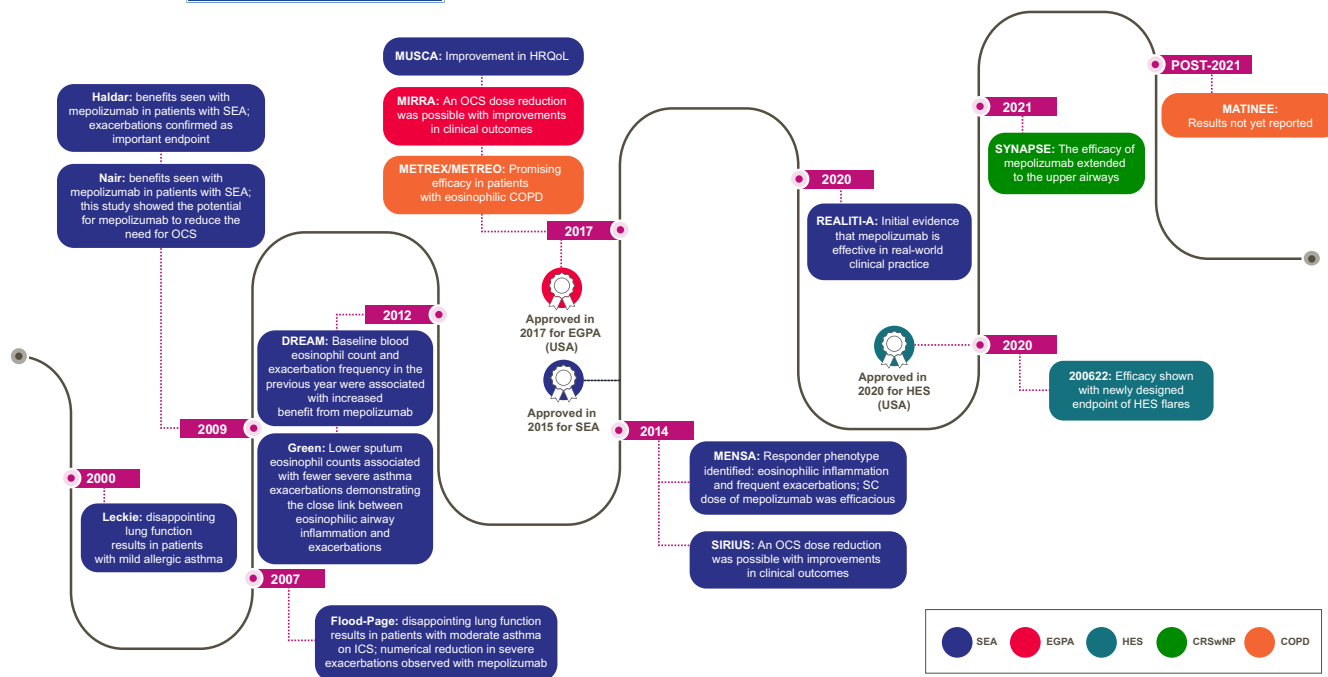 Haldar: benefits seen with
mepolizumab in patients with SEA;
exacerbations confirmed as
important endpoint
Nair: benefits seen with
mepolizumab in patients with SEA;
this study showed the potential
for mepolizumab to reduce the
need for OCS
2009
2000
Leckie: disappointing
lung function
results in patients
with mild allergic asthma
2007
Flood-Page: disappointing lung function
results in patients with moderate asthma
on ICS; numerical reduction in severe
exacerbations observed with mepolizumab
2012
DREAM: Baseline blood
eosinophil count and
exacerbation frequency in the
previous year were associated
with increased
benefit from mepolizumab
Green: Lower sputum
eosinophil counts associated
with fewer severe asthma
exacerbations demonstrating
the close link between
eosinophilic airway
inflammation and
exacerbations
MUSCA: Improvement in HRQoL
MIRRA: An OCS dose reduction
was possible with improvements
in clinical outcomes
METREX/METREO: Promising
efficacy in patients
with eosinophilic COPD
2017
Approved in
2017 for EGPA
(USA)
Approved in
2015 for SEA
2014
MENSA: Responder phenotype
identified: eosinophilic inflammation
and frequent exacerbations; SC
dose of mepolizumab was efficacious
SIRIUS: An OCS dose reduction
was possible with improvements
in clinical outcomes
2020
REALITI-A: Initial evidence
that mepolizumab is
effective in real-world
clinical practice
Approved in
2020 for HES
(USA)
2020
200622: Efficacy shown
with newly designed
endpoint of HES flares
2021
SYNAPSE: The efficacy of
mepolizumab extended
to the upper airways
POST-2021
MATINEE:
Results not yet reported
SEA
EGPA
HES
CRSwNP
COPD